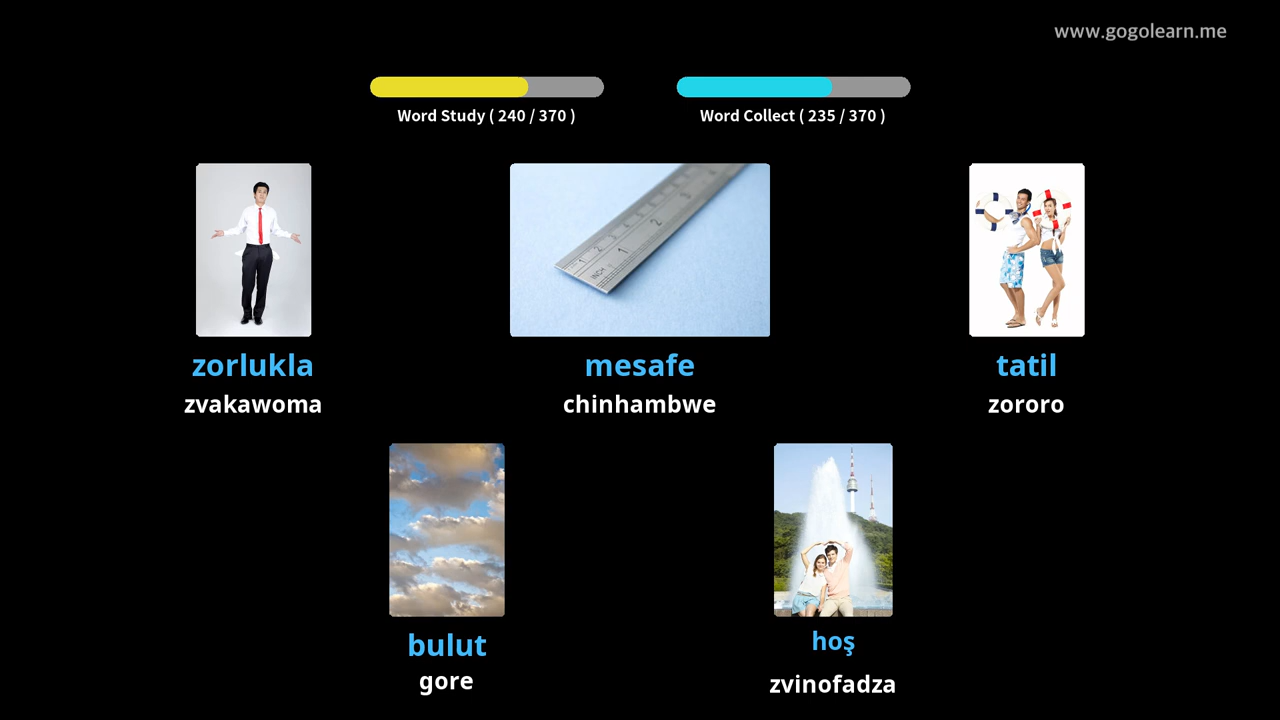 www.gogolearn.me
Word Study ( 240 / 370 )
Word Collect ( 235 / 370 )
zorlukla
zvakawoma
mesafe
chinhambwe
tatil
zororo
bulut
gore
hoş
zvinofadza